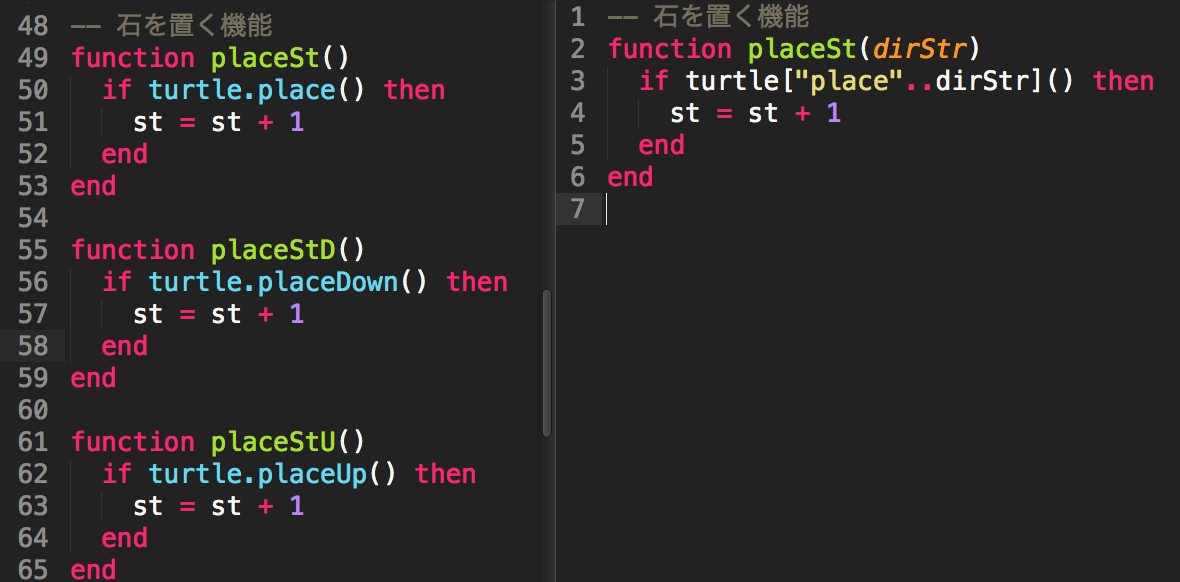 48 -- 石を置く機能
49 function placeSt()
50   if turtle.place() then
51     st = st + 1
52   end
53 end
54
55 function placeStD()
56   if turtle.placeDown() then
57     st = st + 1
58   end
59 end
60
61 function placeStU()
62   if turtle.placeUp() then
63     st = st + 1
64   end
65 end
1 -- 石を置く機能
2 function placeSt(dirStr)
3   if turtle["place"..dirStr]() then
4     st = st + 1
5   end
6 end
7